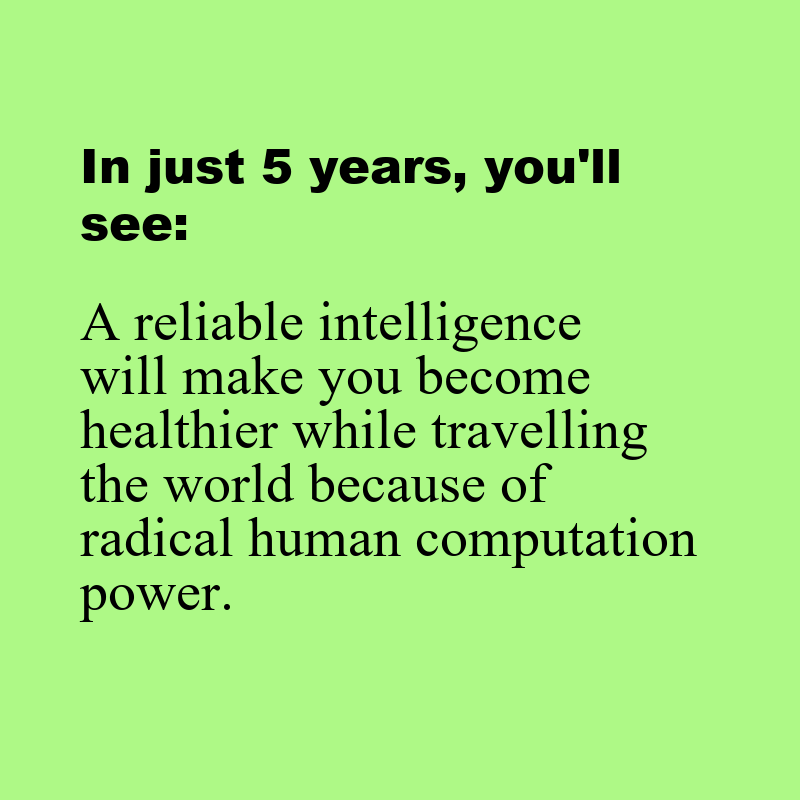 In just 5 years, you'll
see:
A reliable intelligence
will make you become
healthier while travelling
the world because of
radical human computation
power.